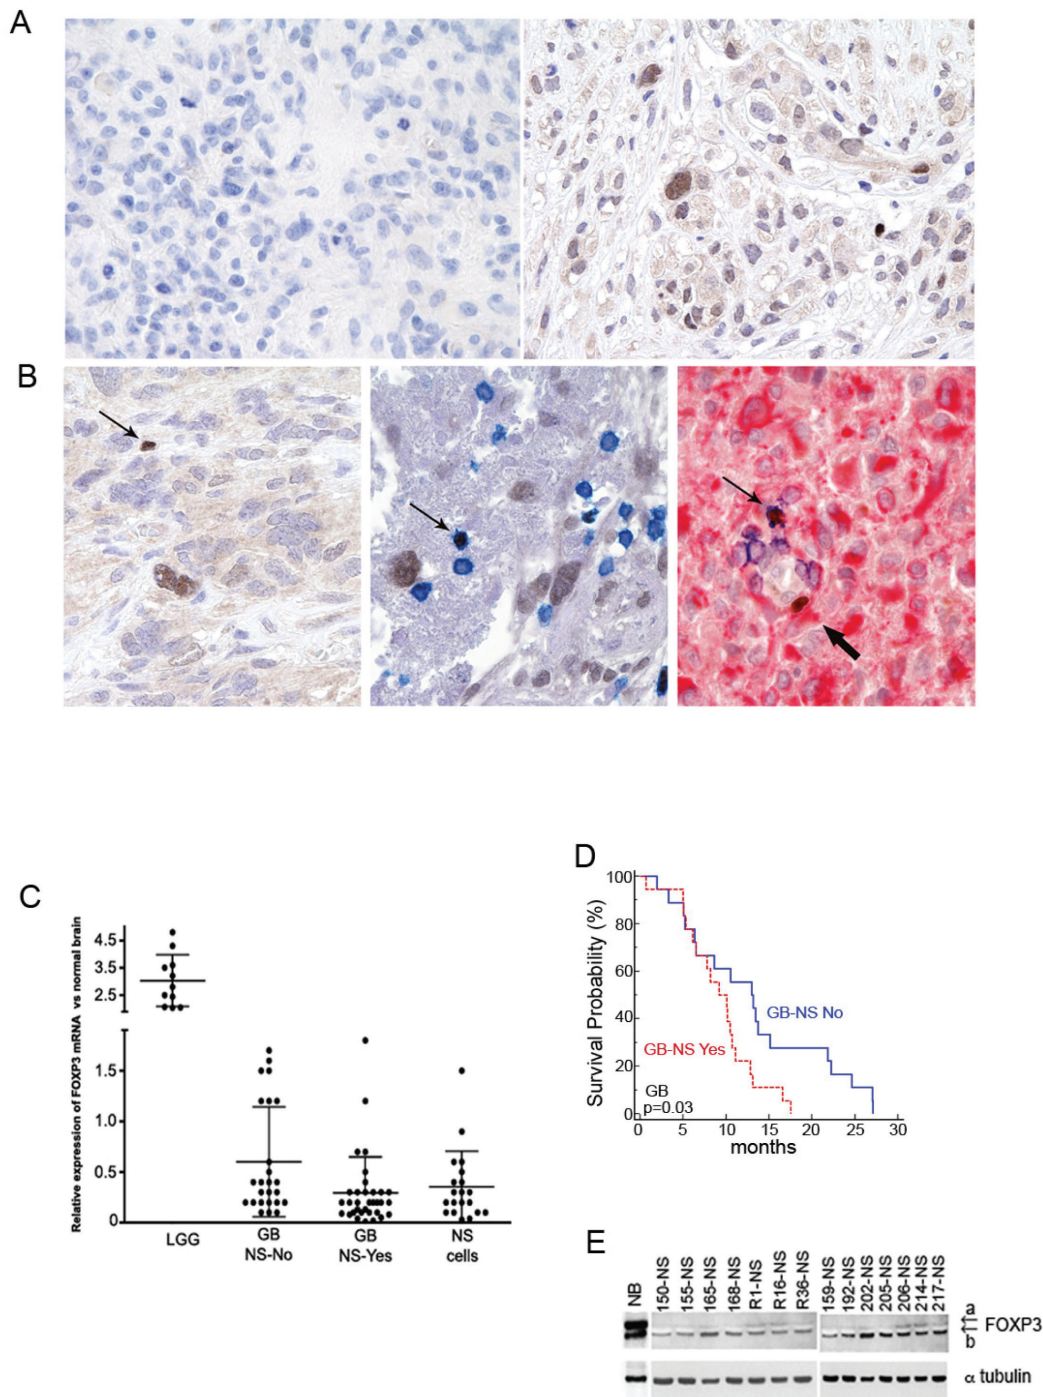 A
B
C
Relative expression of FOXP3 mRNA vs normal brain
4.5
3.5
2.5
1.5
1.0
0.5
0
LGG
GB
NS-No
GB
NS-Yes
NS
cells
D
Survival Probability (%)
100
80
60
40
20
0
GB-NS No
GB-NS Yes
GB
p=0.03
0 5 10 15 20 25 30
months
E
NB
150-NS
155-NS
165-NS
168-NS
R1-NS
R16-NS
R36-NS
159-NS
192-NS
202-NS
205-NS
206-NS
214-NS
217-NS
a
FOXP3
b
α tubulin